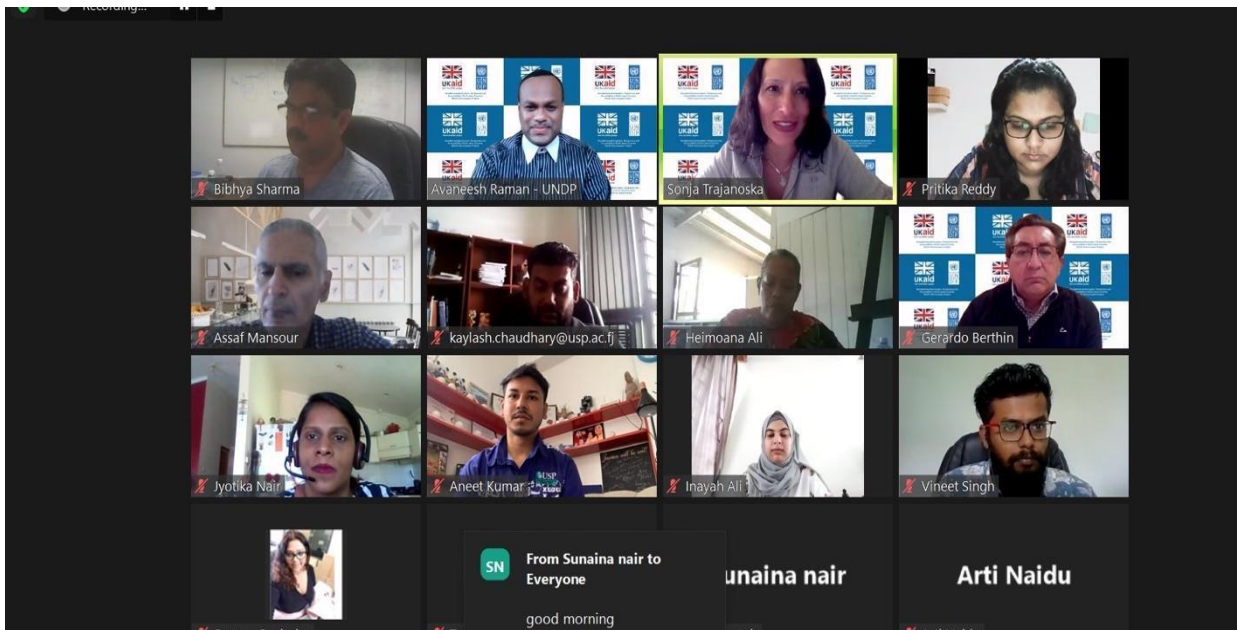 Recording...
Bibhya Sharma
Avaneesh Raman - UNDP
Sonja Trajanoska
Pritika Reddy
Assaf Mansour
kaylash.chaudhary@usp.ac.fj
Heimoana Ali
Gerardo Berthin
Jyotika Nair
Aneet Kumar
Inayah Ali
Vineet Singh
ukaid
USP
SN
From Sunaina nair to
Everyone
good morning
unaina nair
Arti Naidu